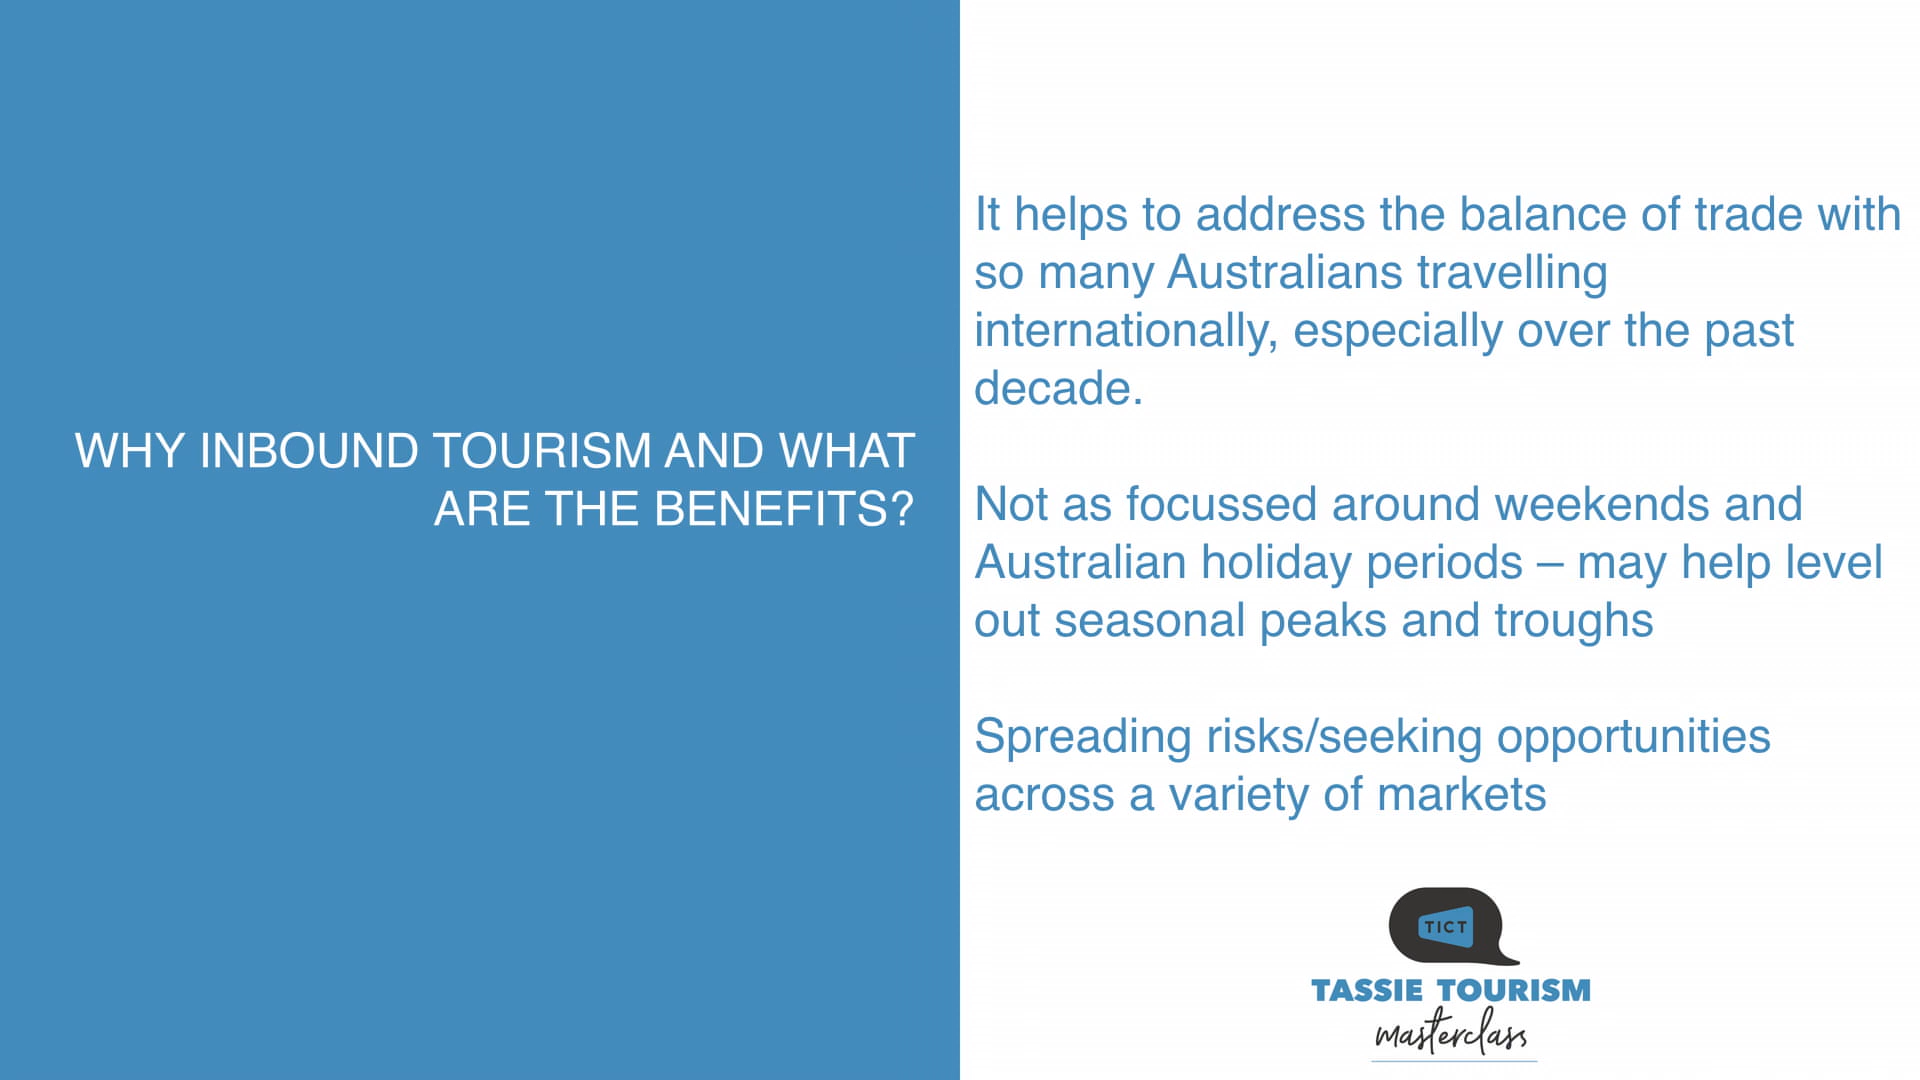 WHY INBOUND TOURISM AND WHAT
ARE THE BENEFITS?
It helps to address the balance of trade with
so many Australians travelling
internationally, especially over the past
decade.
Not as focussed around weekends and
Australian holiday periods – may help level
out seasonal peaks and troughs
Spreading risks/seeking opportunities
across a variety of markets
TICT
TASSIE TOURISM
masterclass